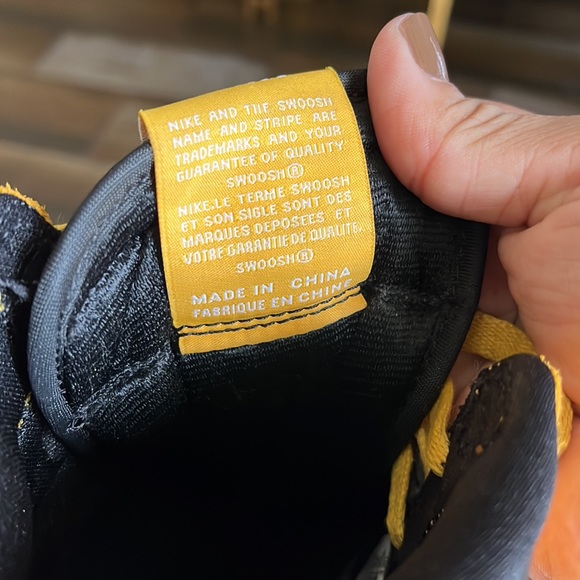 NIKE AND THE SWOOSH
NAME AND STRIPE ARE
TRADEMARKS AND YOUR
GUARANTEE OF QUALITY
SWOOSH®
NIKE.LE TERME SWOOSH
ET SON SIGLE SONT DES
MARQUES DEPOSEES ET
VOTRE GARANTIE DE QUALITE.
SWOOSH®
MADE IN CHINA
FABRIQUE EN CHINE